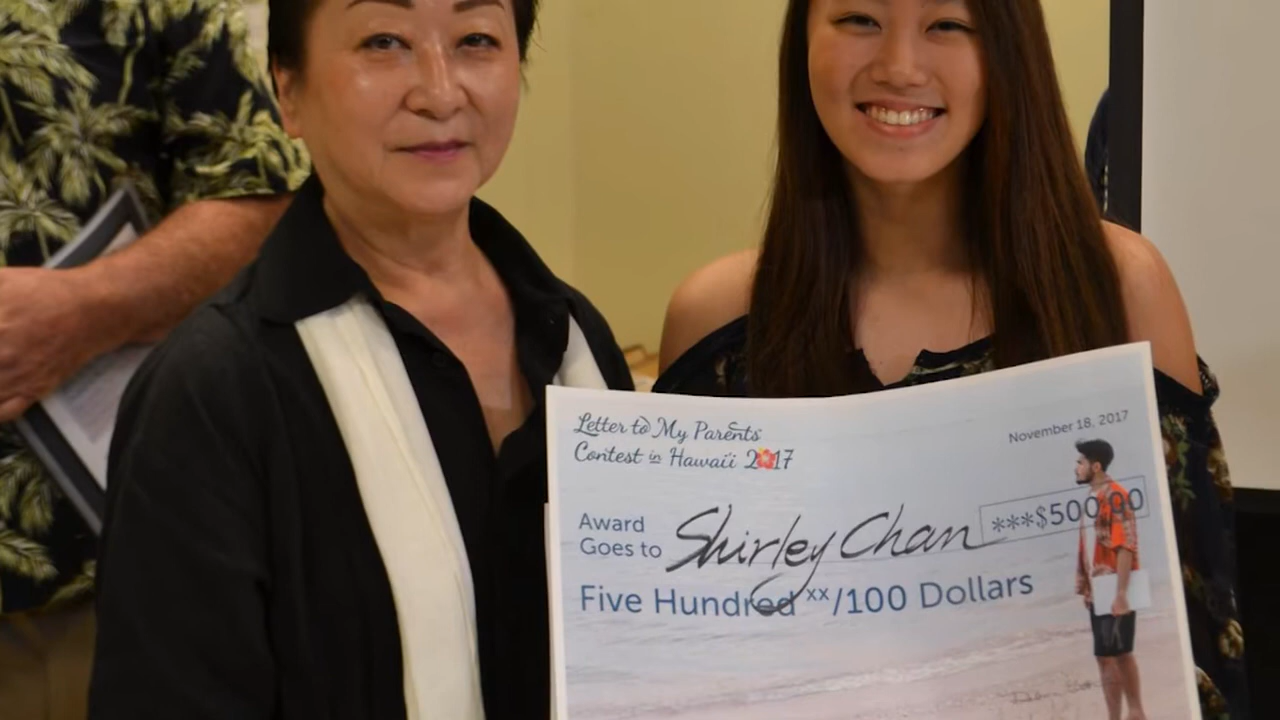 Letter to My Parents
Contest in Hawaiʻi 2017
November 18, 2017
Award
Goes to Shirley Chan ***$500.00
Five Hundred xx/100 Dollars